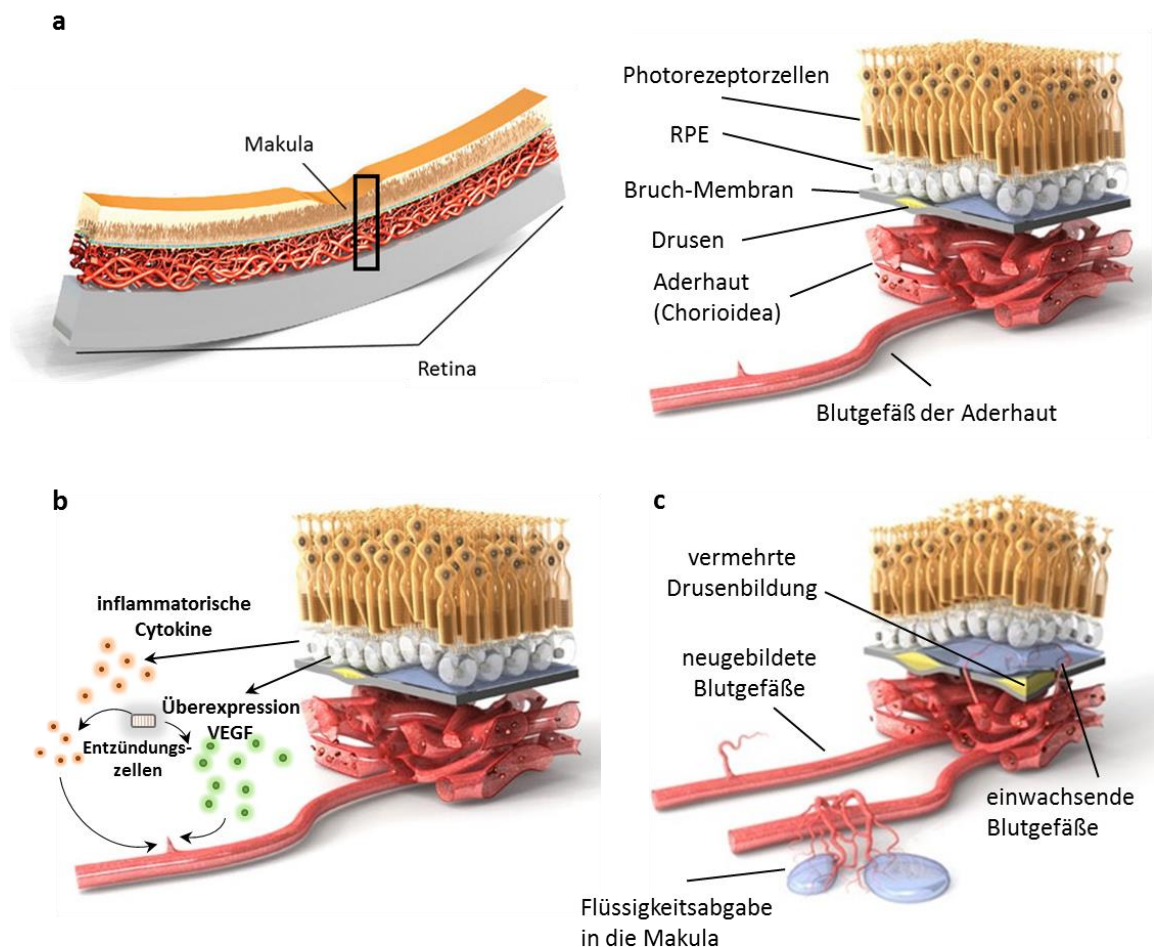 a
Makula
Retina
Photorezeptorzellen
RPE
Bruch-Membran
Drusen
Aderhaut
(Chorioidea)
Blutgefäß der Aderhaut
b
inflammatorische
Cytokine
Überexpression
VEGF
Entzündungs-
zellen
c
vermehrte
Drusenbildung
neugebildete
Blutgefäße
einwachsende
Blutgefäße
Flüssigkeitsabgabe
in die Makula